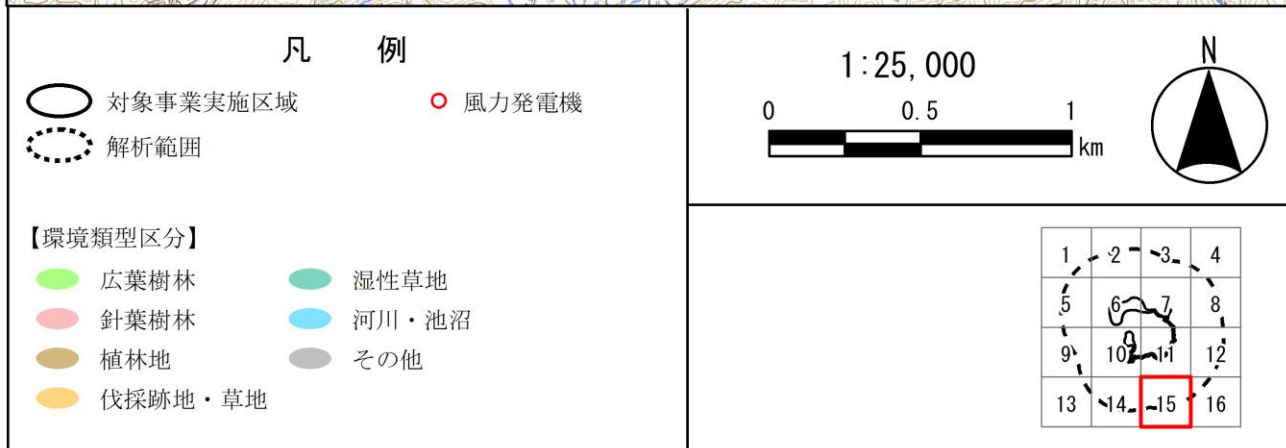 凡 例
対象事業実施区域
風力発電機
解析範囲
【環境類型区分】
広葉樹林
湿性草地
針葉樹林
河川・池沼
植林地
その他
伐採跡地・草地
1:25,000
0 0.5 1
km
N
1 2 3 4
5 6 7 8
9 10 11 12
13 14 15 16